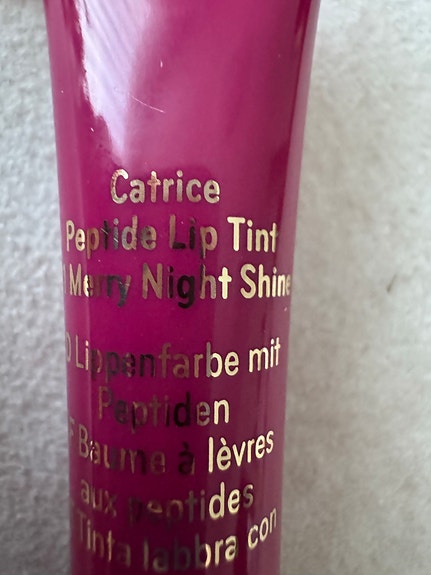 Catrice
Peptide Lip Tint
Merry Night Shine
Lippenfarbe mit
Peptiden
Baume à lèvres
aux peptides
Tinta labbra con